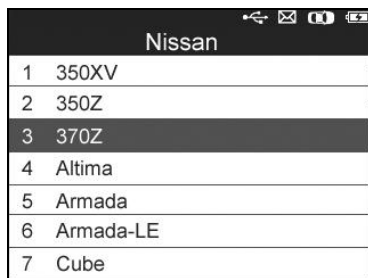 Nissan
1 350XV
2 350Z
3 370Z
4 Altima
5 Armada
6 Armada-LE
7 Cube